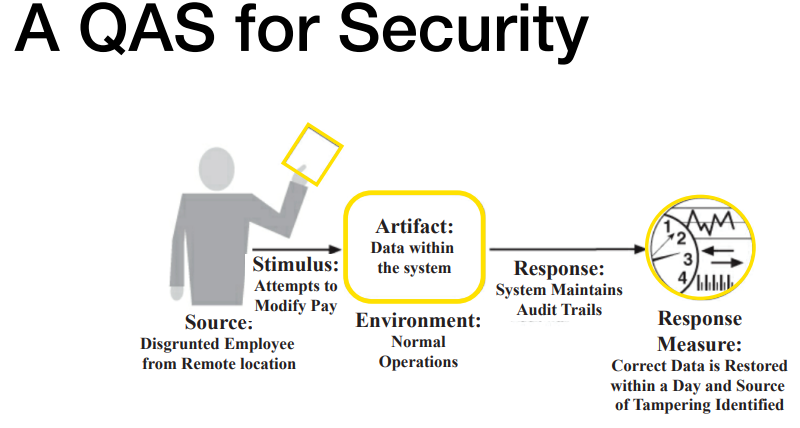 A QAS for Security
Stimulus:
Attempts to
Modify Pay
Source:
Disgrunted Employee
from Remote location
Artifact:
Data within
the system
Environment:
Normal
Operations
Response:
System Maintains
Audit Trails
1
2
3
4
Response
Measure:
Correct Data is Restored
within a Day and Source
of Tampering Identified